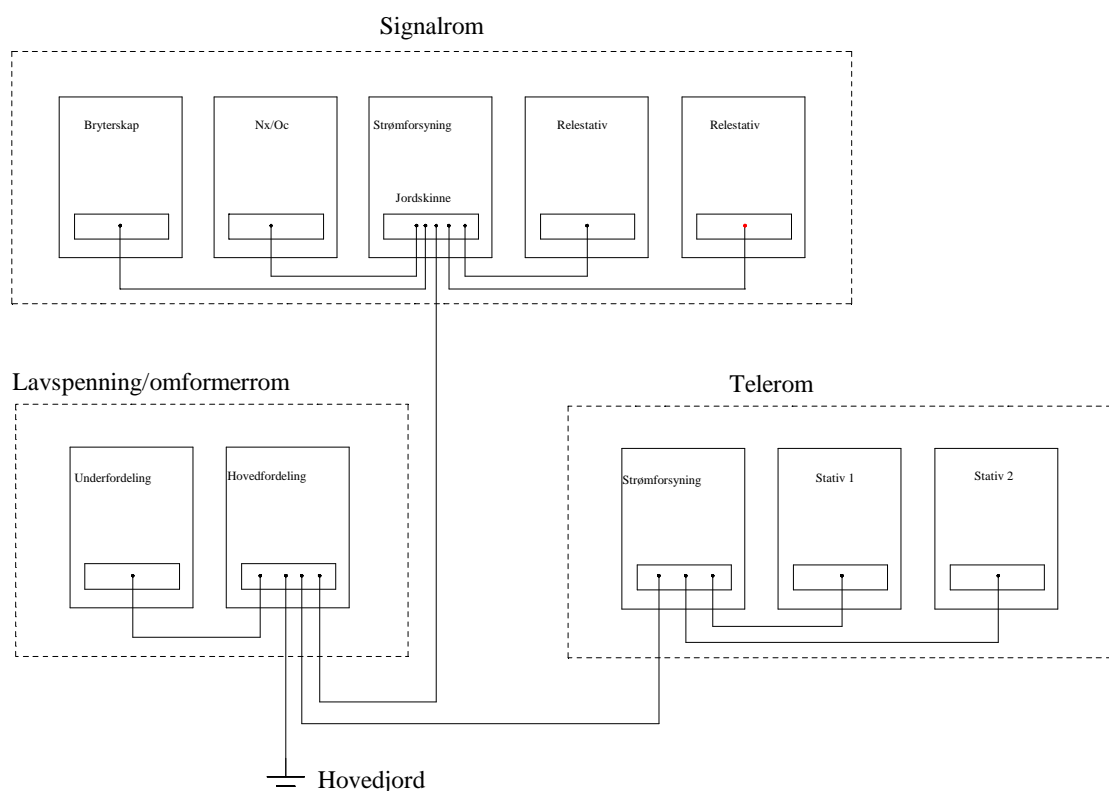 Signalrom
Bryterskap
Nx/Oc
Strømforsyning
Relestativ
Relestativ
Jordskinne
Lavspenning/omformerrom
Telerom
Underfordeling
Hovedfordeling
Strømforsyning
Stativ 1
Stativ 2
Hovedjord